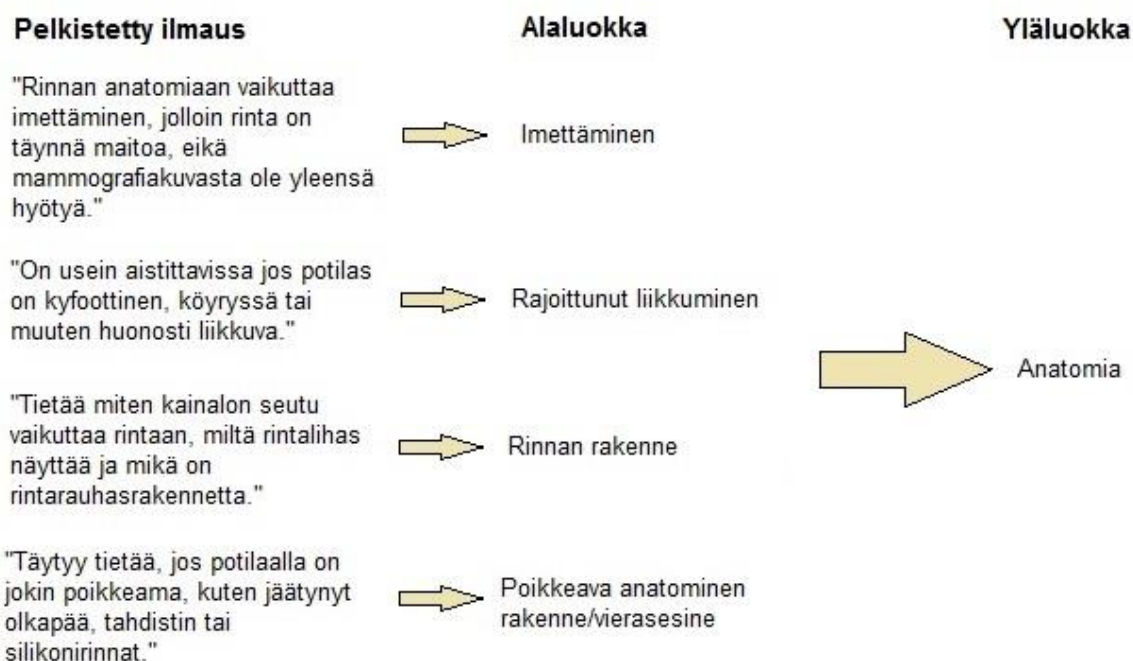 Pelkistetty ilmaus Alaluokka Yläluokka
"Rinnan anatomiaan vaikuttaa
imettäminen, jolloin rinta on
täynnä maitoa, eikä
mammografiakuvasta ole yleensä
hyötyä."
Imettäminen
"On usein aistittavissa jos potilas
on kyfoottinen, köyryssä tai
muuten huonosti liikkuva."
Rajoittunut liikkuminen
"Tietää miten kainalon seutu
vaikuttaa rintaan, miltä rintalihas
näyttää ja mikä on
rintarauhasrakennetta."
Rinnan rakenne
"Täytyy tietää, jos potilaalla on
jokin poikkeama, kuten jäätynyt
olkapää, tahdistin tai
silikonirinnat."
Poikkeava anatominen
rakenne/vierasesine
Anatomia